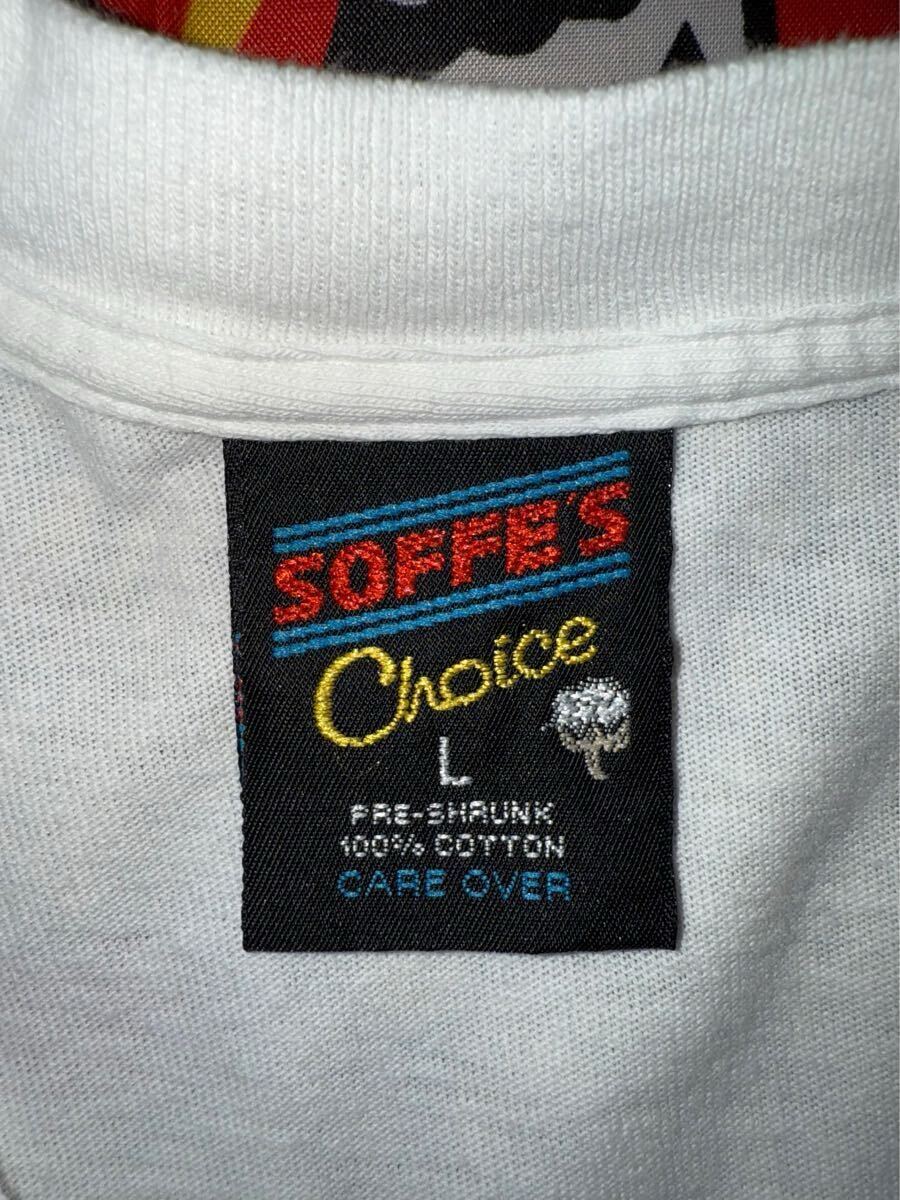 SOFFE'S
Choice
L
PRE-SHRUNK
100% COTTON
CARE OVER